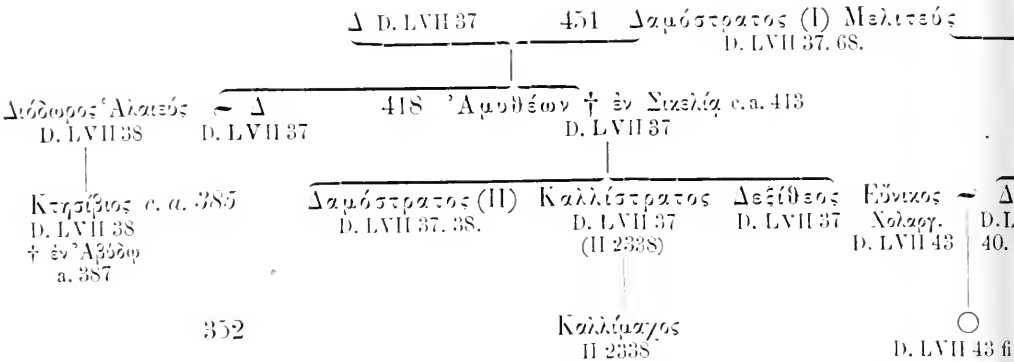 Δ D. LVII 37 451 Δαμόστρατος (I) Μελιτεύς
D. LVII 37. 68.
Διόδωρος Ἁλαιεύς ~ Δ 418 Ἀμυθέων † ἐν Σικελίᾳ c. a. 413
D. LVII 38 D. LVII 37 D. LVII 37
Κτησίβιος c. a. 385 Δαμόστρατος (II) Καλλίστρατος Δεξίθεος Εὔνικος ~ Δ
D. LVII 38 D. LVII 37. 38. D. LVII 37 D. LVII 37 Χολαργ. D. L
† ἐν Ἀβύδῳ (II 2338) D. LVII 43 40.
a. 387
352 Καλλίμαχος
II 2338 D. LVII 43 fi